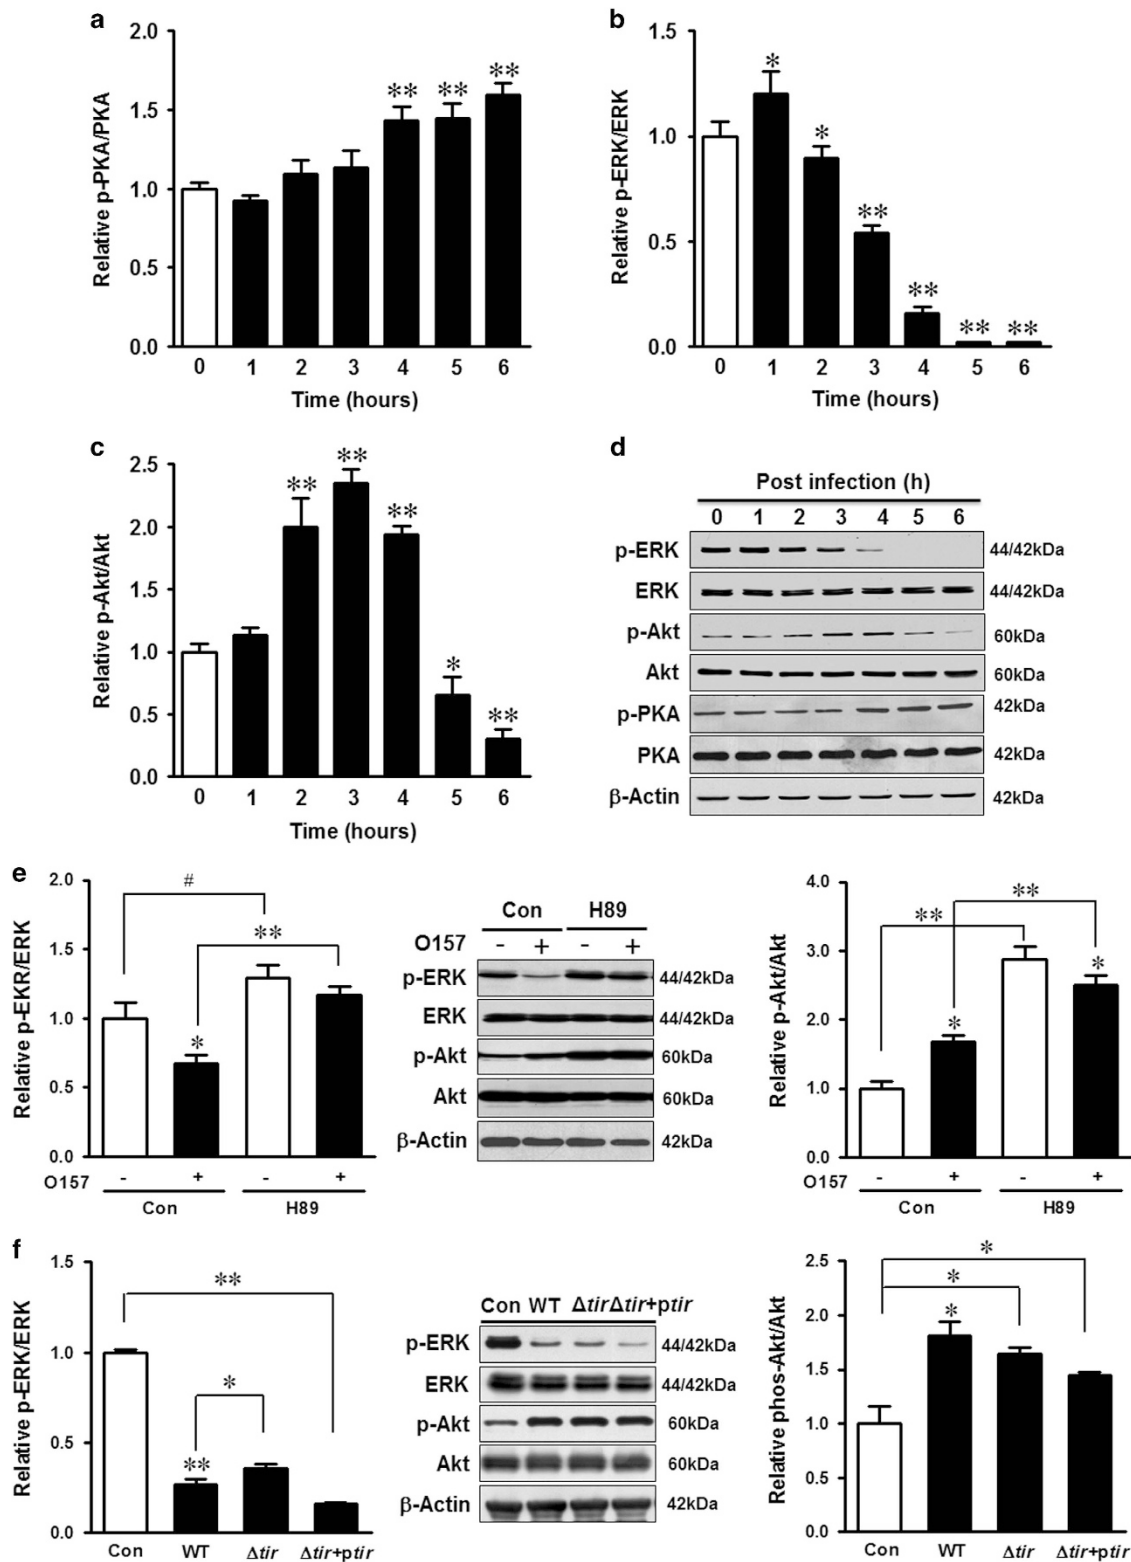 a
Relative p-PKA/PKA
2.0
1.5
1.0
0.5
0.0
** ** **
0 1 2 3 4 5 6
Time (hours)
b
Relative p-ERK/ERK
1.5
1.0
0.5
0.0
* * ** ** ** **
0 1 2 3 4 5 6
Time (hours)
c
Relative p-Akt/Akt
2.5
2.0
1.5
1.0
0.5
0.0
** ** ** * **
0 1 2 3 4 5 6
Time (hours)
d
Post infection (h)
0 1 2 3 4 5 6
p-ERK 44/42kDa
ERK 44/42kDa
p-Akt 60kDa
Akt 60kDa
p-PKA 42kDa
PKA 42kDa
β-Actin 42kDa
e
Relative p-EKR/ERK
2.0
1.5
1.0
0.5
0.0
#
**
*
O157 - + - +
Con H89
Con H89
O157 - + - +
p-ERK 44/42kDa
ERK 44/42kDa
p-Akt 60kDa
Akt 60kDa
β-Actin 42kDa
Relative p-Akt/Akt
4.0
3.0
2.0
1.0
0.0
**
**
*
*
O157 - + - +
Con H89
f
Relative p-ERK/ERK
1.5
1.0
0.5
0.0
**
*
**
Con WT Δtir Δtir+ptir
Con WT ΔtirΔtir+ptir
p-ERK 44/42kDa
ERK 44/42kDa
p-Akt 60kDa
Akt 60kDa
β-Actin 42kDa
Relative phos-Akt/Akt
2.5
2.0
1.5
1.0
0.5
0.0
*
*
*
Con WT Δtir Δtir+ptir